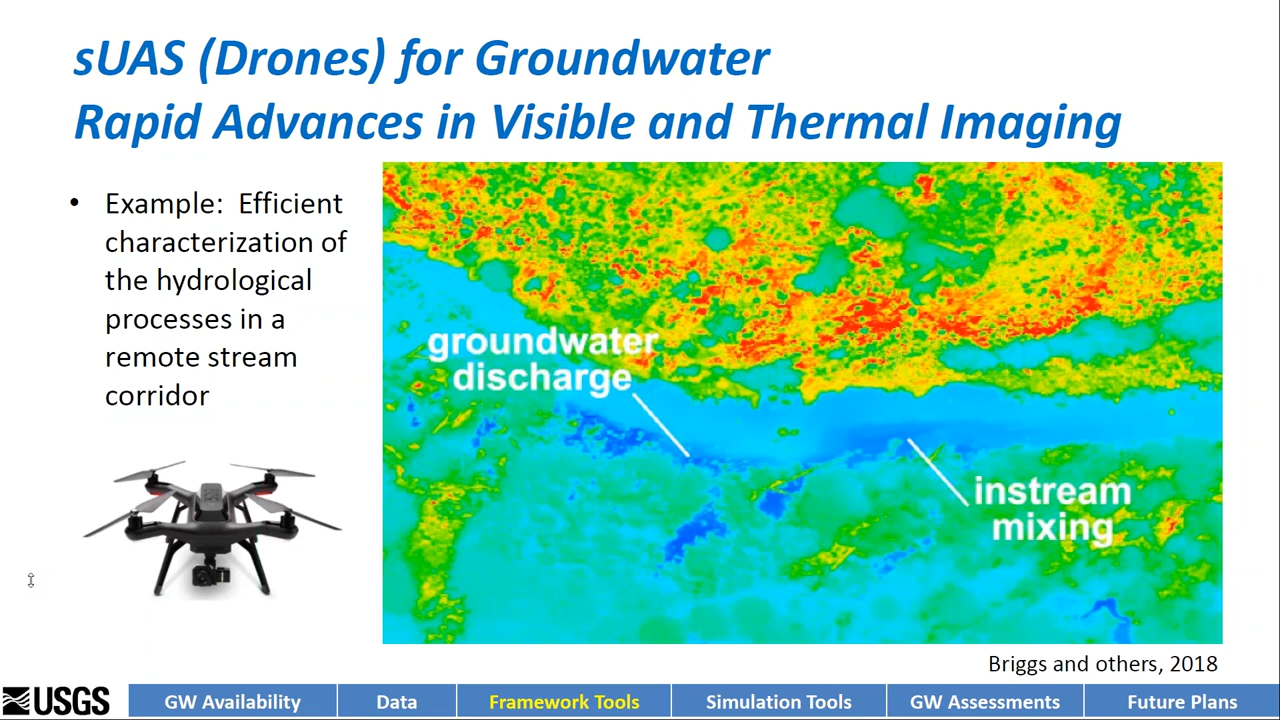 sUAS (Drones) for Groundwater
Rapid Advances in Visible and Thermal Imaging
• Example: Efficient
characterization of
the hydrological
processes in a
remote stream
corridor
groundwater
discharge
instream
mixing
Briggs and others, 2018
USGS
GW Availability
Data
Framework Tools
Simulation Tools
GW Assessments
Future Plans